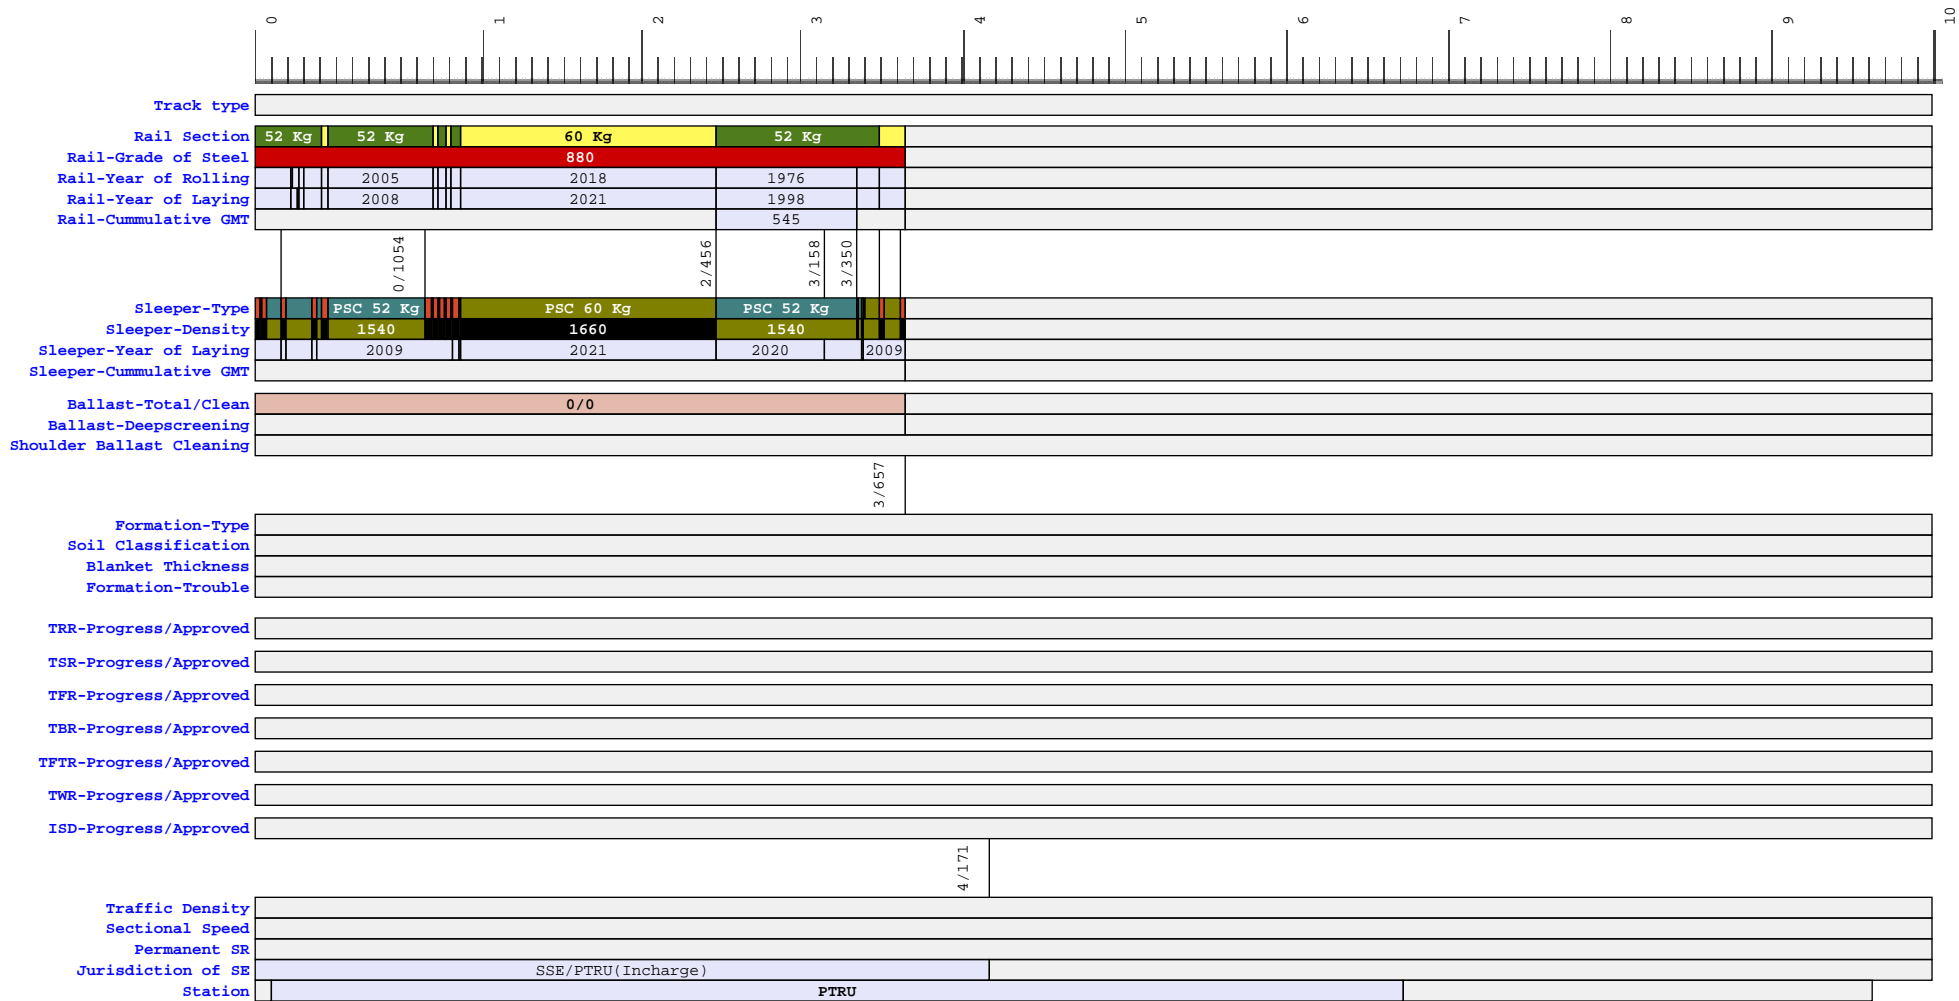 0 1 2 3 4 5 6 7 8 9 10
Track type
Rail Section 52 Kg 52 Kg 60 Kg 52 Kg
Rail-Grade of Steel 880
Rail-Year of Rolling 2005 2018 1976
Rail-Year of Laying 2008 2021 1998
Rail-Cummulative GMT 545
0/1054 2/456 3/158 3/350
Sleeper-Type PSC 52 Kg PSC 60 Kg PSC 52 Kg
Sleeper-Density 1540 1660 1540
Sleeper-Year of Laying 2009 2021 2020 2009
Sleeper-Cummulative GMT
Ballast-Total/Clean 0/0
Ballast-Deepscreening
Shoulder Ballast Cleaning
3/657
Formation-Type
Soil Classification
Blanket Thickness
Formation-Trouble
TRR-Progress/Approved
TSR-Progress/Approved
TFR-Progress/Approved
TBR-Progress/Approved
TFTR-Progress/Approved
TWR-Progress/Approved
ISD-Progress/Approved
4/171
Traffic Density
Sectional Speed
Permanent SR
Jurisdiction of SE SSE/PTRU(Incharge)
Station PTRU